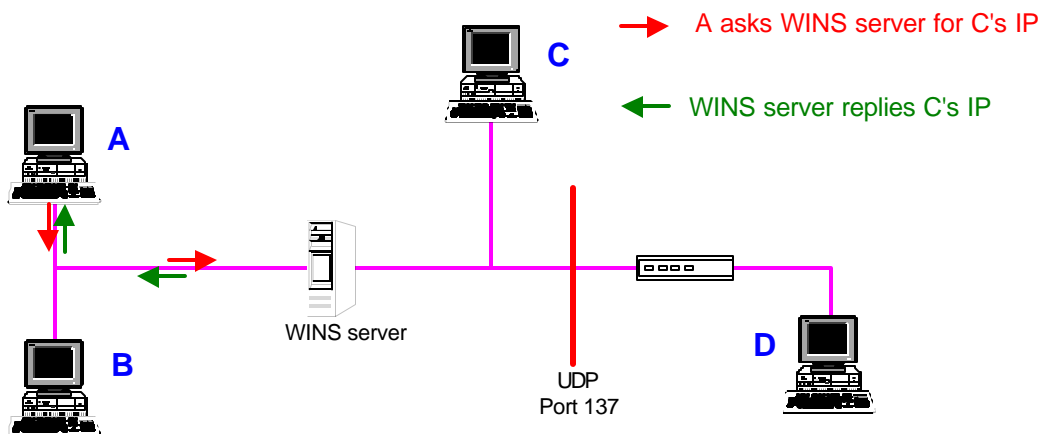 A asks WINS server for C's IP
C
WINS server replies C's IP
A
WINS server
B
D
UDP
Port 137